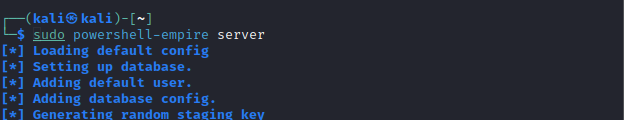 ┌──(kali㉿kali)-[~]
└─$ sudo powershell-empire server
[*] Loading default config
[*] Setting up database.
[*] Adding default user.
[*] Adding database config.
[*] Generating random staging key